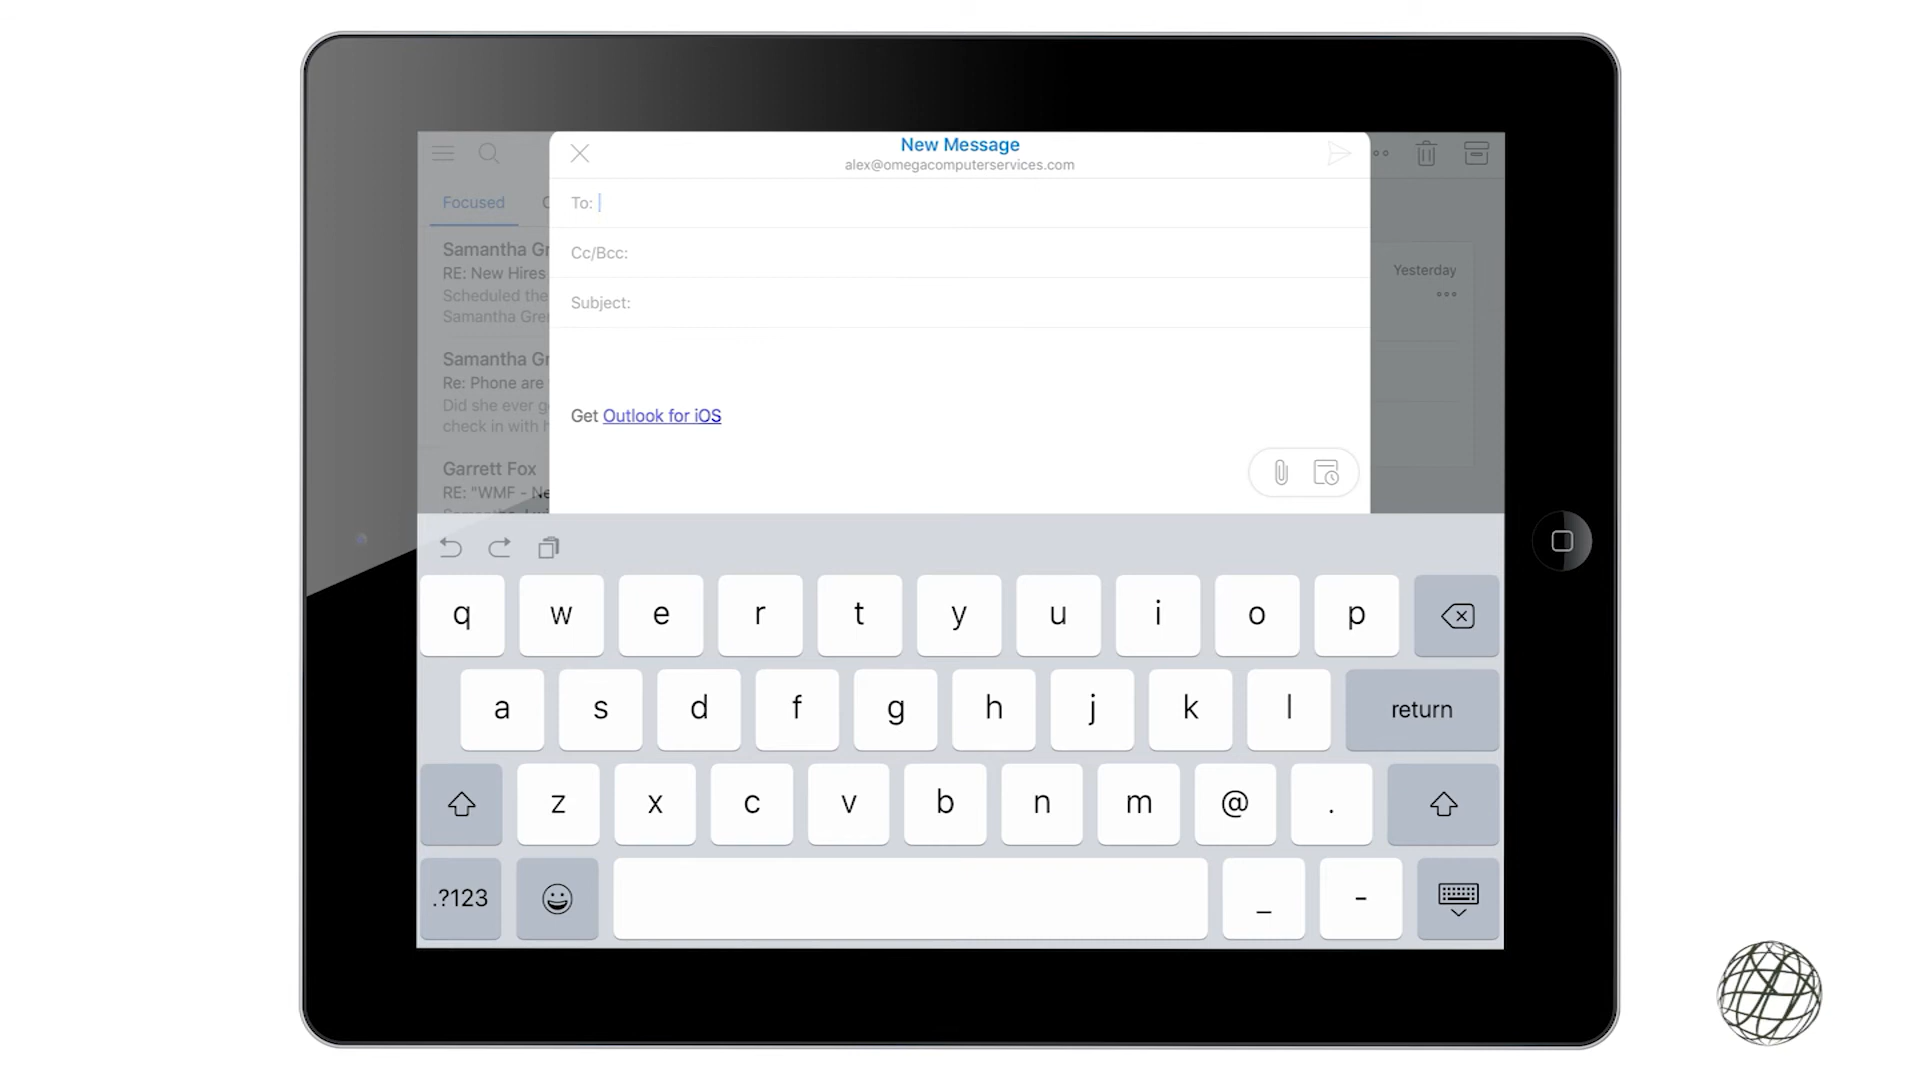 New Message
alex@omegacomputerservices.com
To:
Cc/Bcc:
Subject:
Get Outlook for iOS
Focused
Samantha Gr
RE: New Hires
Scheduled the
Samantha Gre
Samantha Gr
Re: Phone are
Did she ever g
check in with h
Garrett Fox
RE: "WMF - Ne
Yesterday
q w e r t y u i o p
a s d f g h j k l return
z x c v b n m @ .
.?123 _ -